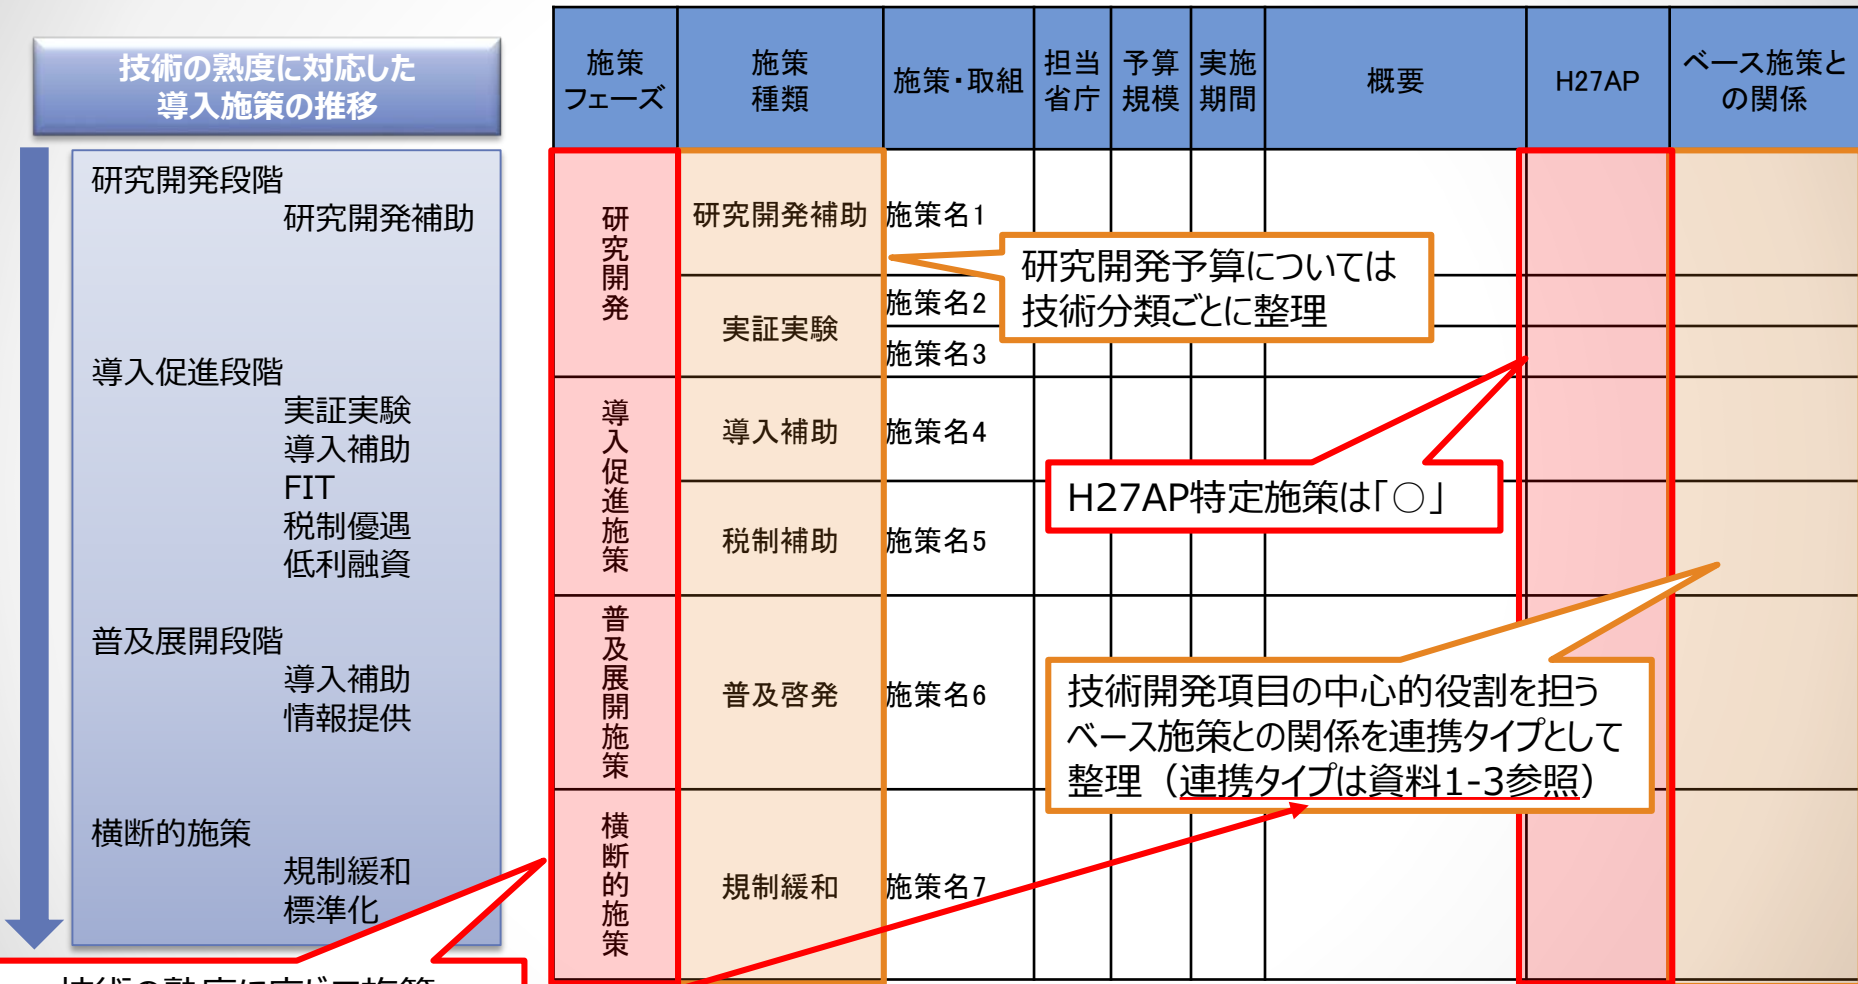 技術の熟度に対応した
導入施策の推移
研究開発段階
研究開発補助
導入促進段階
実証実験
導入補助
FIT
税制優遇
低利融資
普及展開段階
導入補助
情報提供
横断的施策
規制緩和
標準化
技術の熟度に応じて施策
施策
フェーズ
施策
種類
施策・取組
担当
省庁
予算
規模
実施
期間
概要
H27AP
ベース施策と
の関係
研究開発
研究開発補助
施策名1
実証実験
施策名2
施策名3
導入促進施策
導入補助
施策名4
税制補助
施策名5
普及展開施策
普及啓発
施策名6
横断的施策
規制緩和
施策名7
研究開発予算については
技術分類ごとに整理
H27AP特定施策は「○」
技術開発項目の中心的役割を担う
ベース施策との関係を連携タイプとして
整理（連携タイプは資料1-3参照）